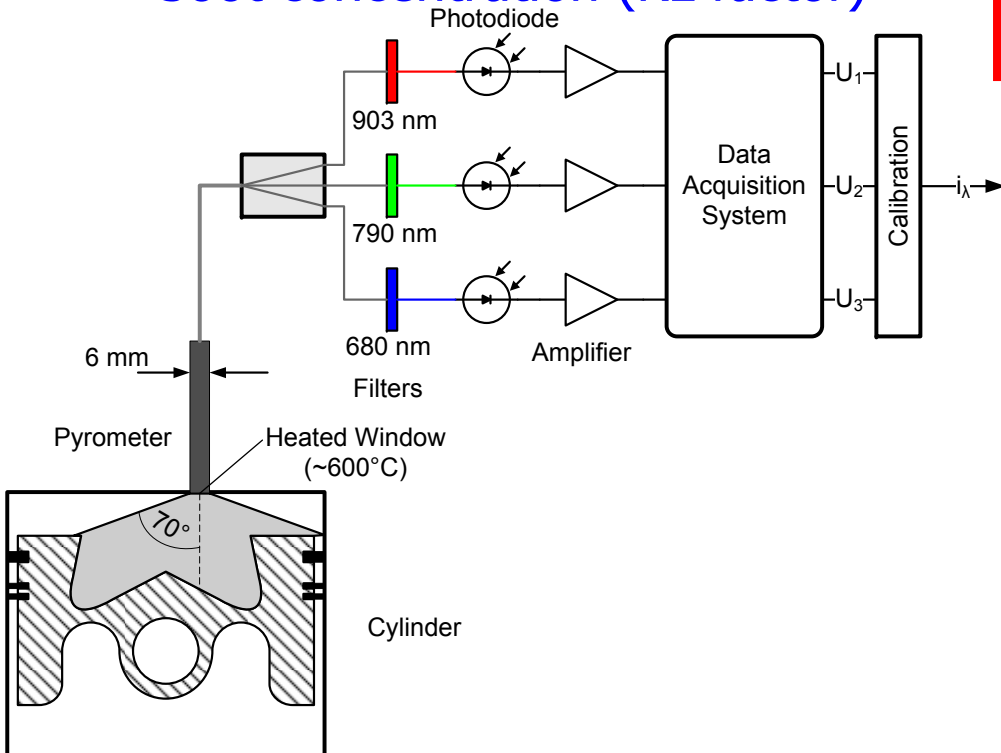 Photodiode
903 nm
U₁
790 nm
Data
Acquisition
System
U₂
Calibration
iλ
680 nm
U₃
Amplifier
6 mm
Filters
Pyrometer
Heated Window
(~600°C)
70°
Cylinder